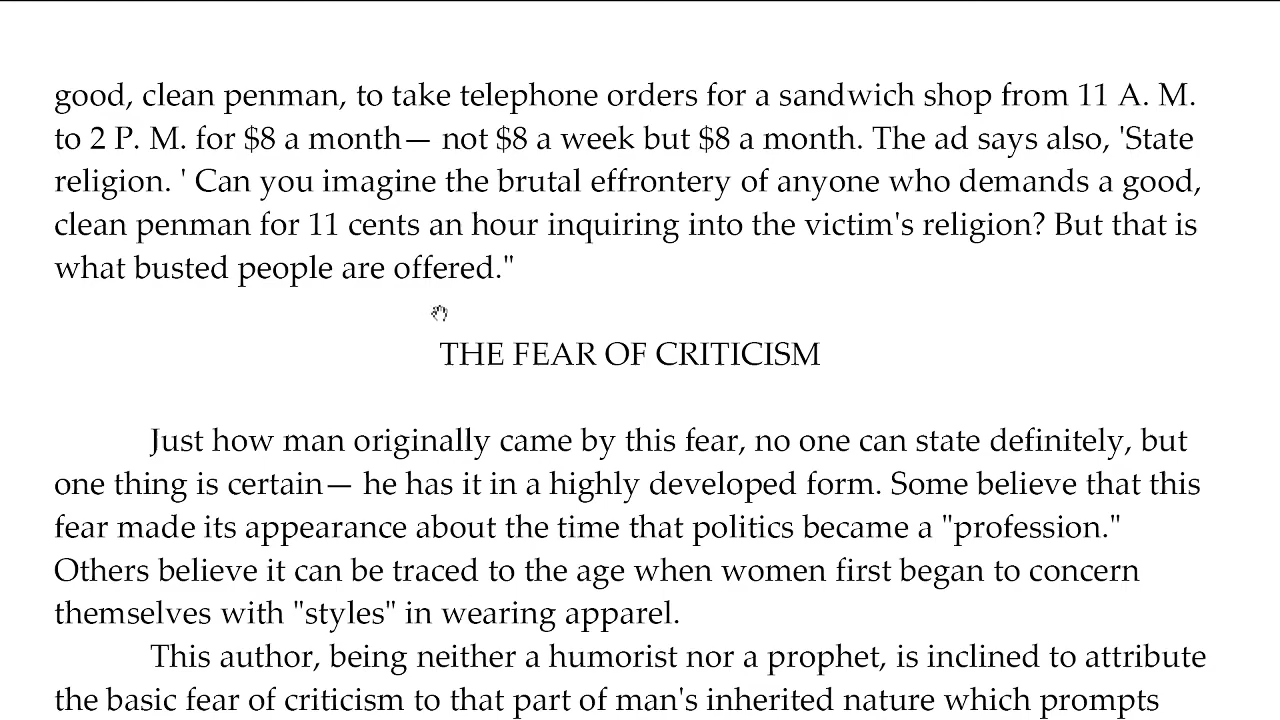 good, clean penman, to take telephone orders for a sandwich shop from 11 A. M.
to 2 P. M. for $8 a month— not $8 a week but $8 a month. The ad says also, 'State
religion. ' Can you imagine the brutal effrontery of anyone who demands a good,
clean penman for 11 cents an hour inquiring into the victim's religion? But that is
what busted people are offered."
THE FEAR OF CRITICISM
Just how man originally came by this fear, no one can state definitely, but
one thing is certain— he has it in a highly developed form. Some believe that this
fear made its appearance about the time that politics became a "profession."
Others believe it can be traced to the age when women first began to concern
themselves with "styles" in wearing apparel.
This author, being neither a humorist nor a prophet, is inclined to attribute
the basic fear of criticism to that part of man's inherited nature which prompts